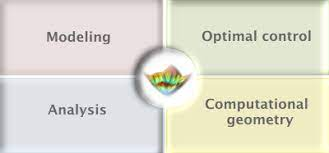 Modeling
Optimal control
Analysis
Computational
geometry